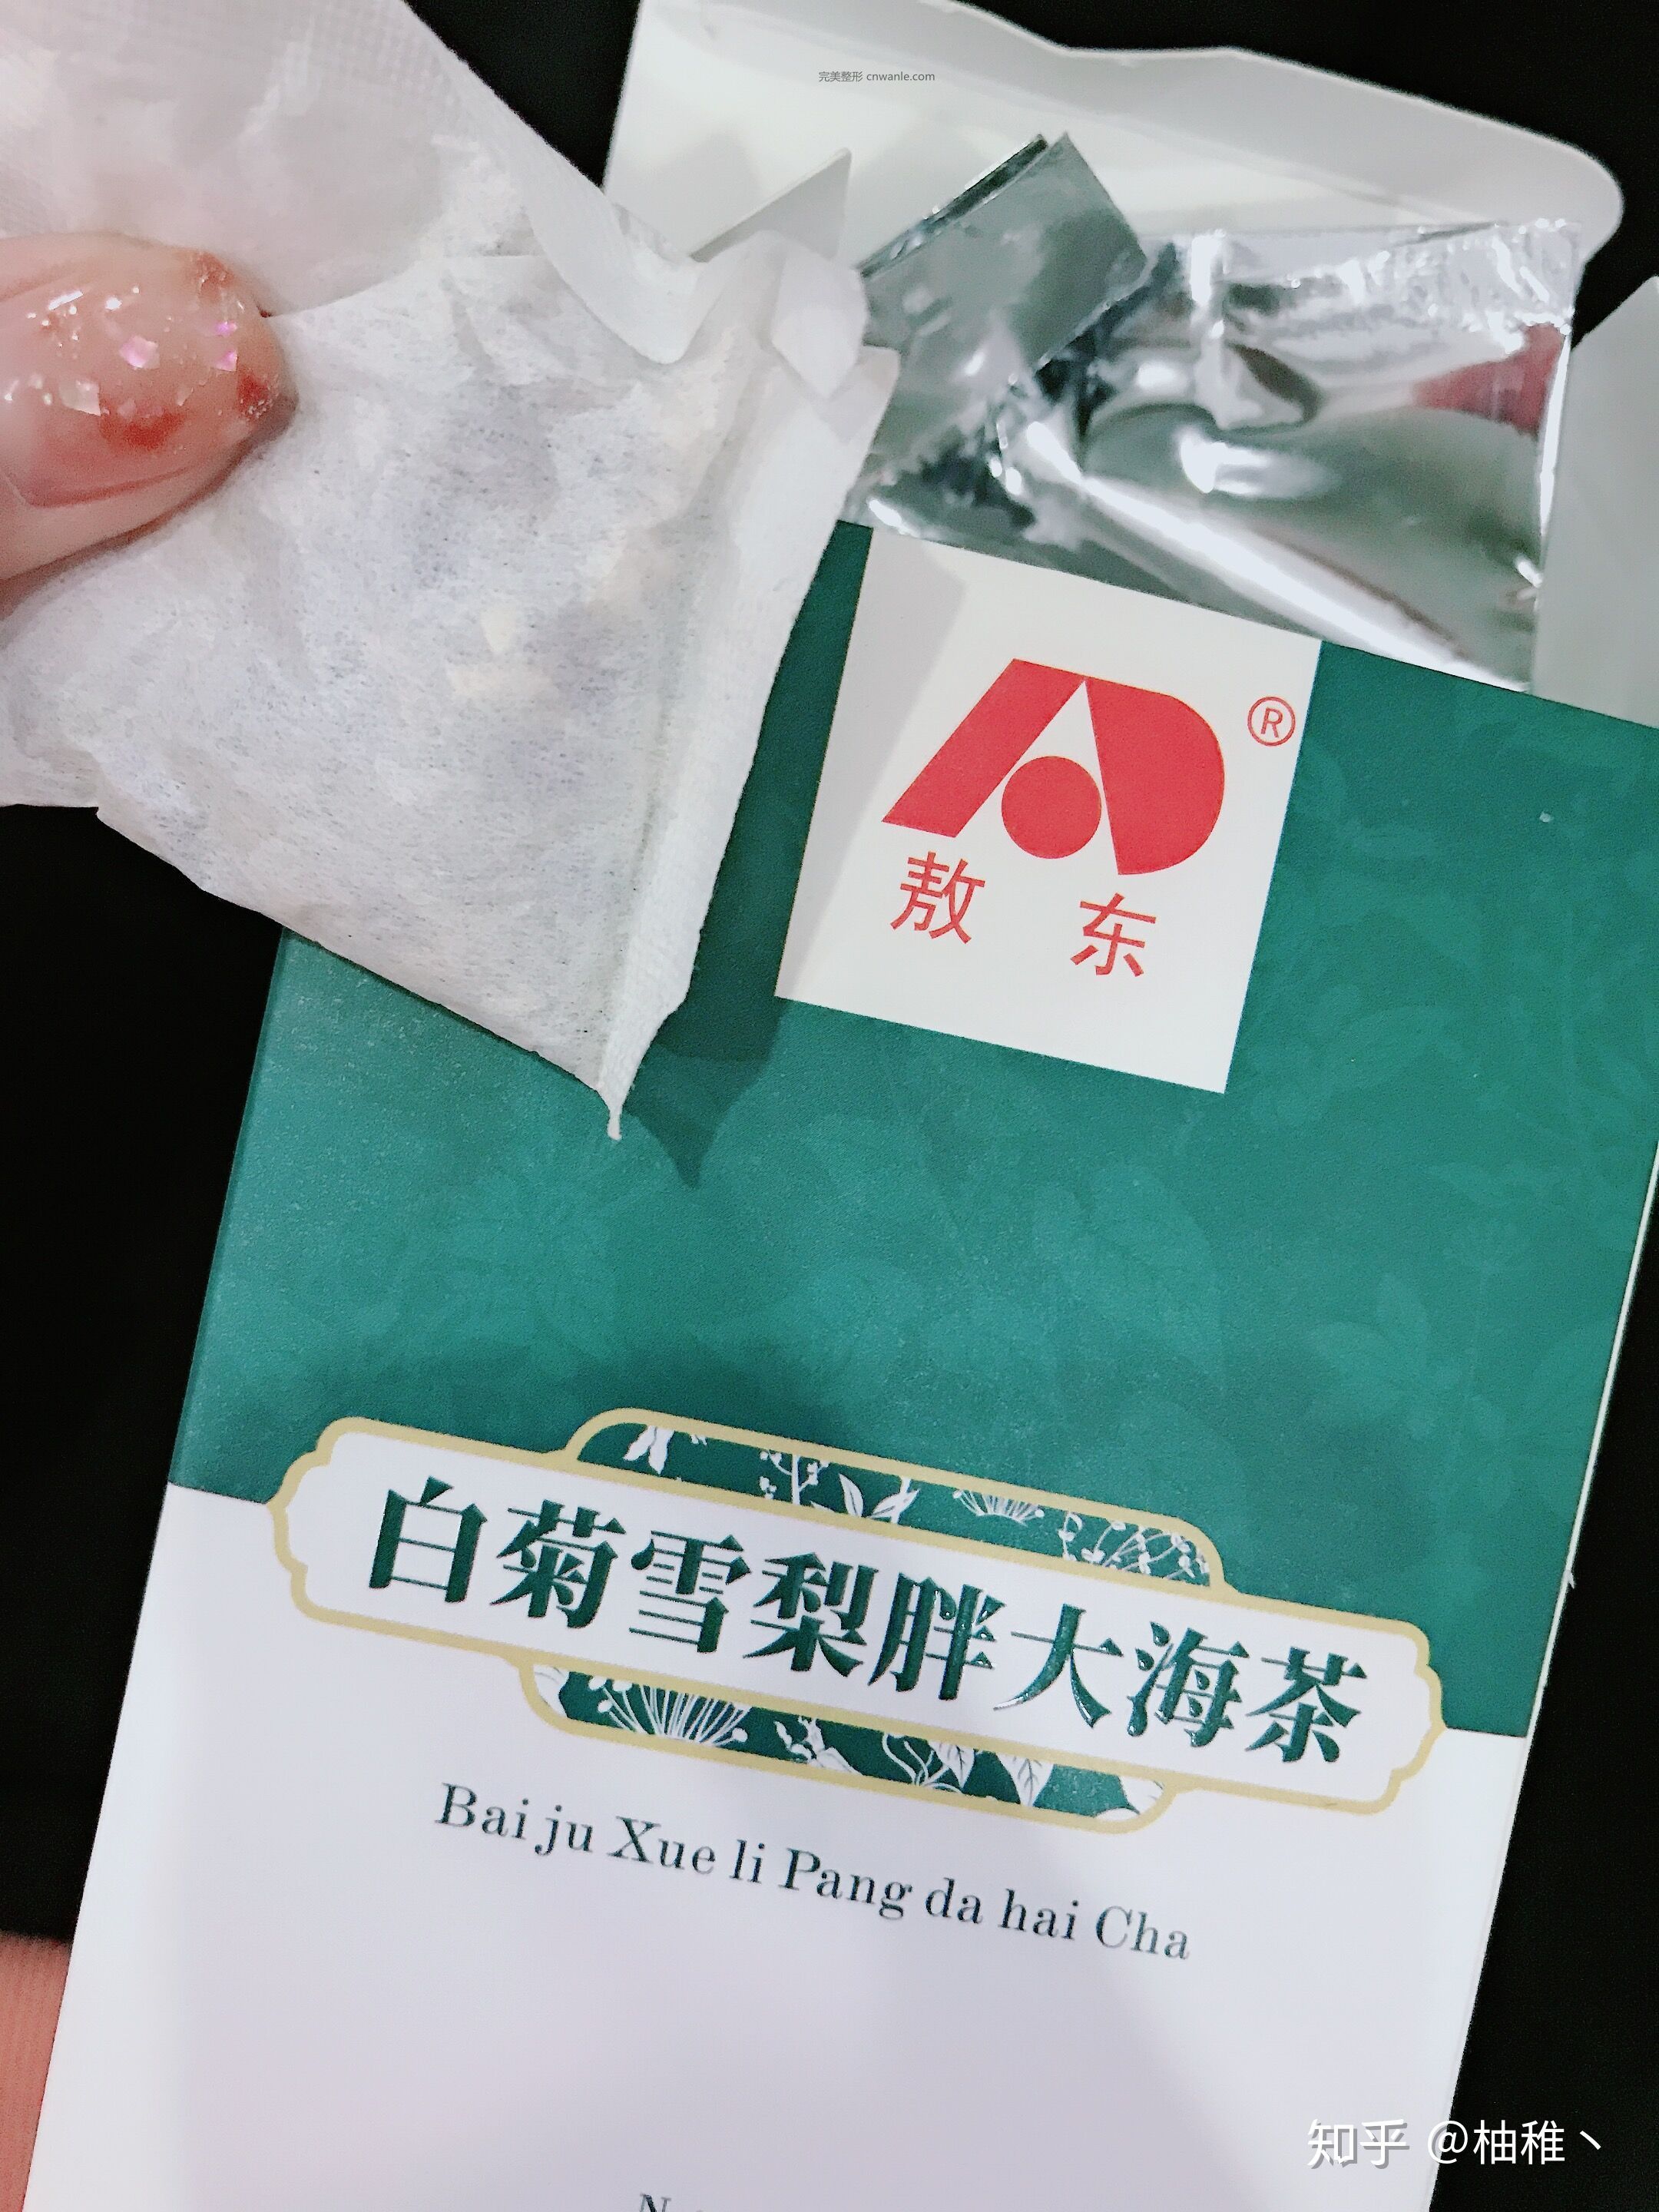 完美整形 cnwanle.com
®
敖东
白菊雪梨胖大海茶
Bai ju Xue li Pang da hai Cha
知乎 @柚稚丶